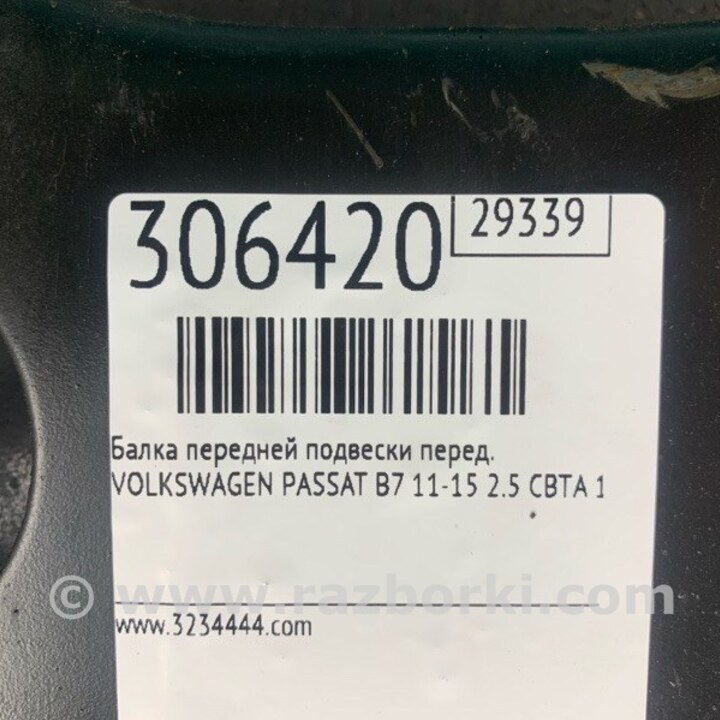 306420
29339
Балка передней подвески перед.
VOLKSWAGEN PASSAT B7 11-15 2.5 CBTA 1
© www.razborki.com
www.3234444.com